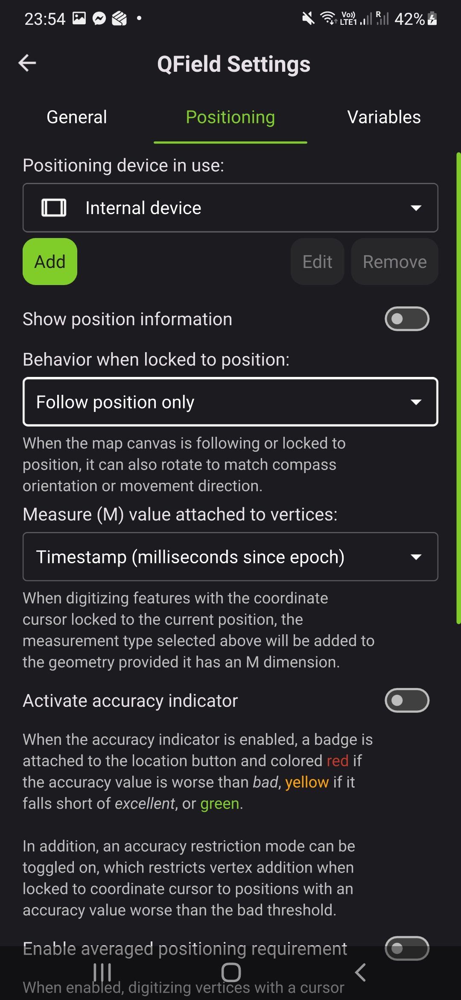 23:54
Vo)) LTE1 R 42%
QField Settings
General Positioning Variables
Positioning device in use:
Internal device
Add Edit Remove
Show position information
Behavior when locked to position:
Follow position only
When the map canvas is following or locked to
position, it can also rotate to match compass
orientation or movement direction.
Measure (M) value attached to vertices:
Timestamp (milliseconds since epoch)
When digitizing features with the coordinate
cursor locked to the current position, the
measurement type selected above will be added to
the geometry provided it has an M dimension.
Activate accuracy indicator
When the accuracy indicator is enabled, a badge is
attached to the location button and colored red if
the accuracy value is worse than bad, yellow if it
falls short of excellent, or green.
In addition, an accuracy restriction mode can be
toggled on, which restricts vertex addition when
locked to coordinate cursor to positions with an
accuracy value worse than the bad threshold.
Enable averaged positioning requirement
When enabled, digitizing vertices with a cursor